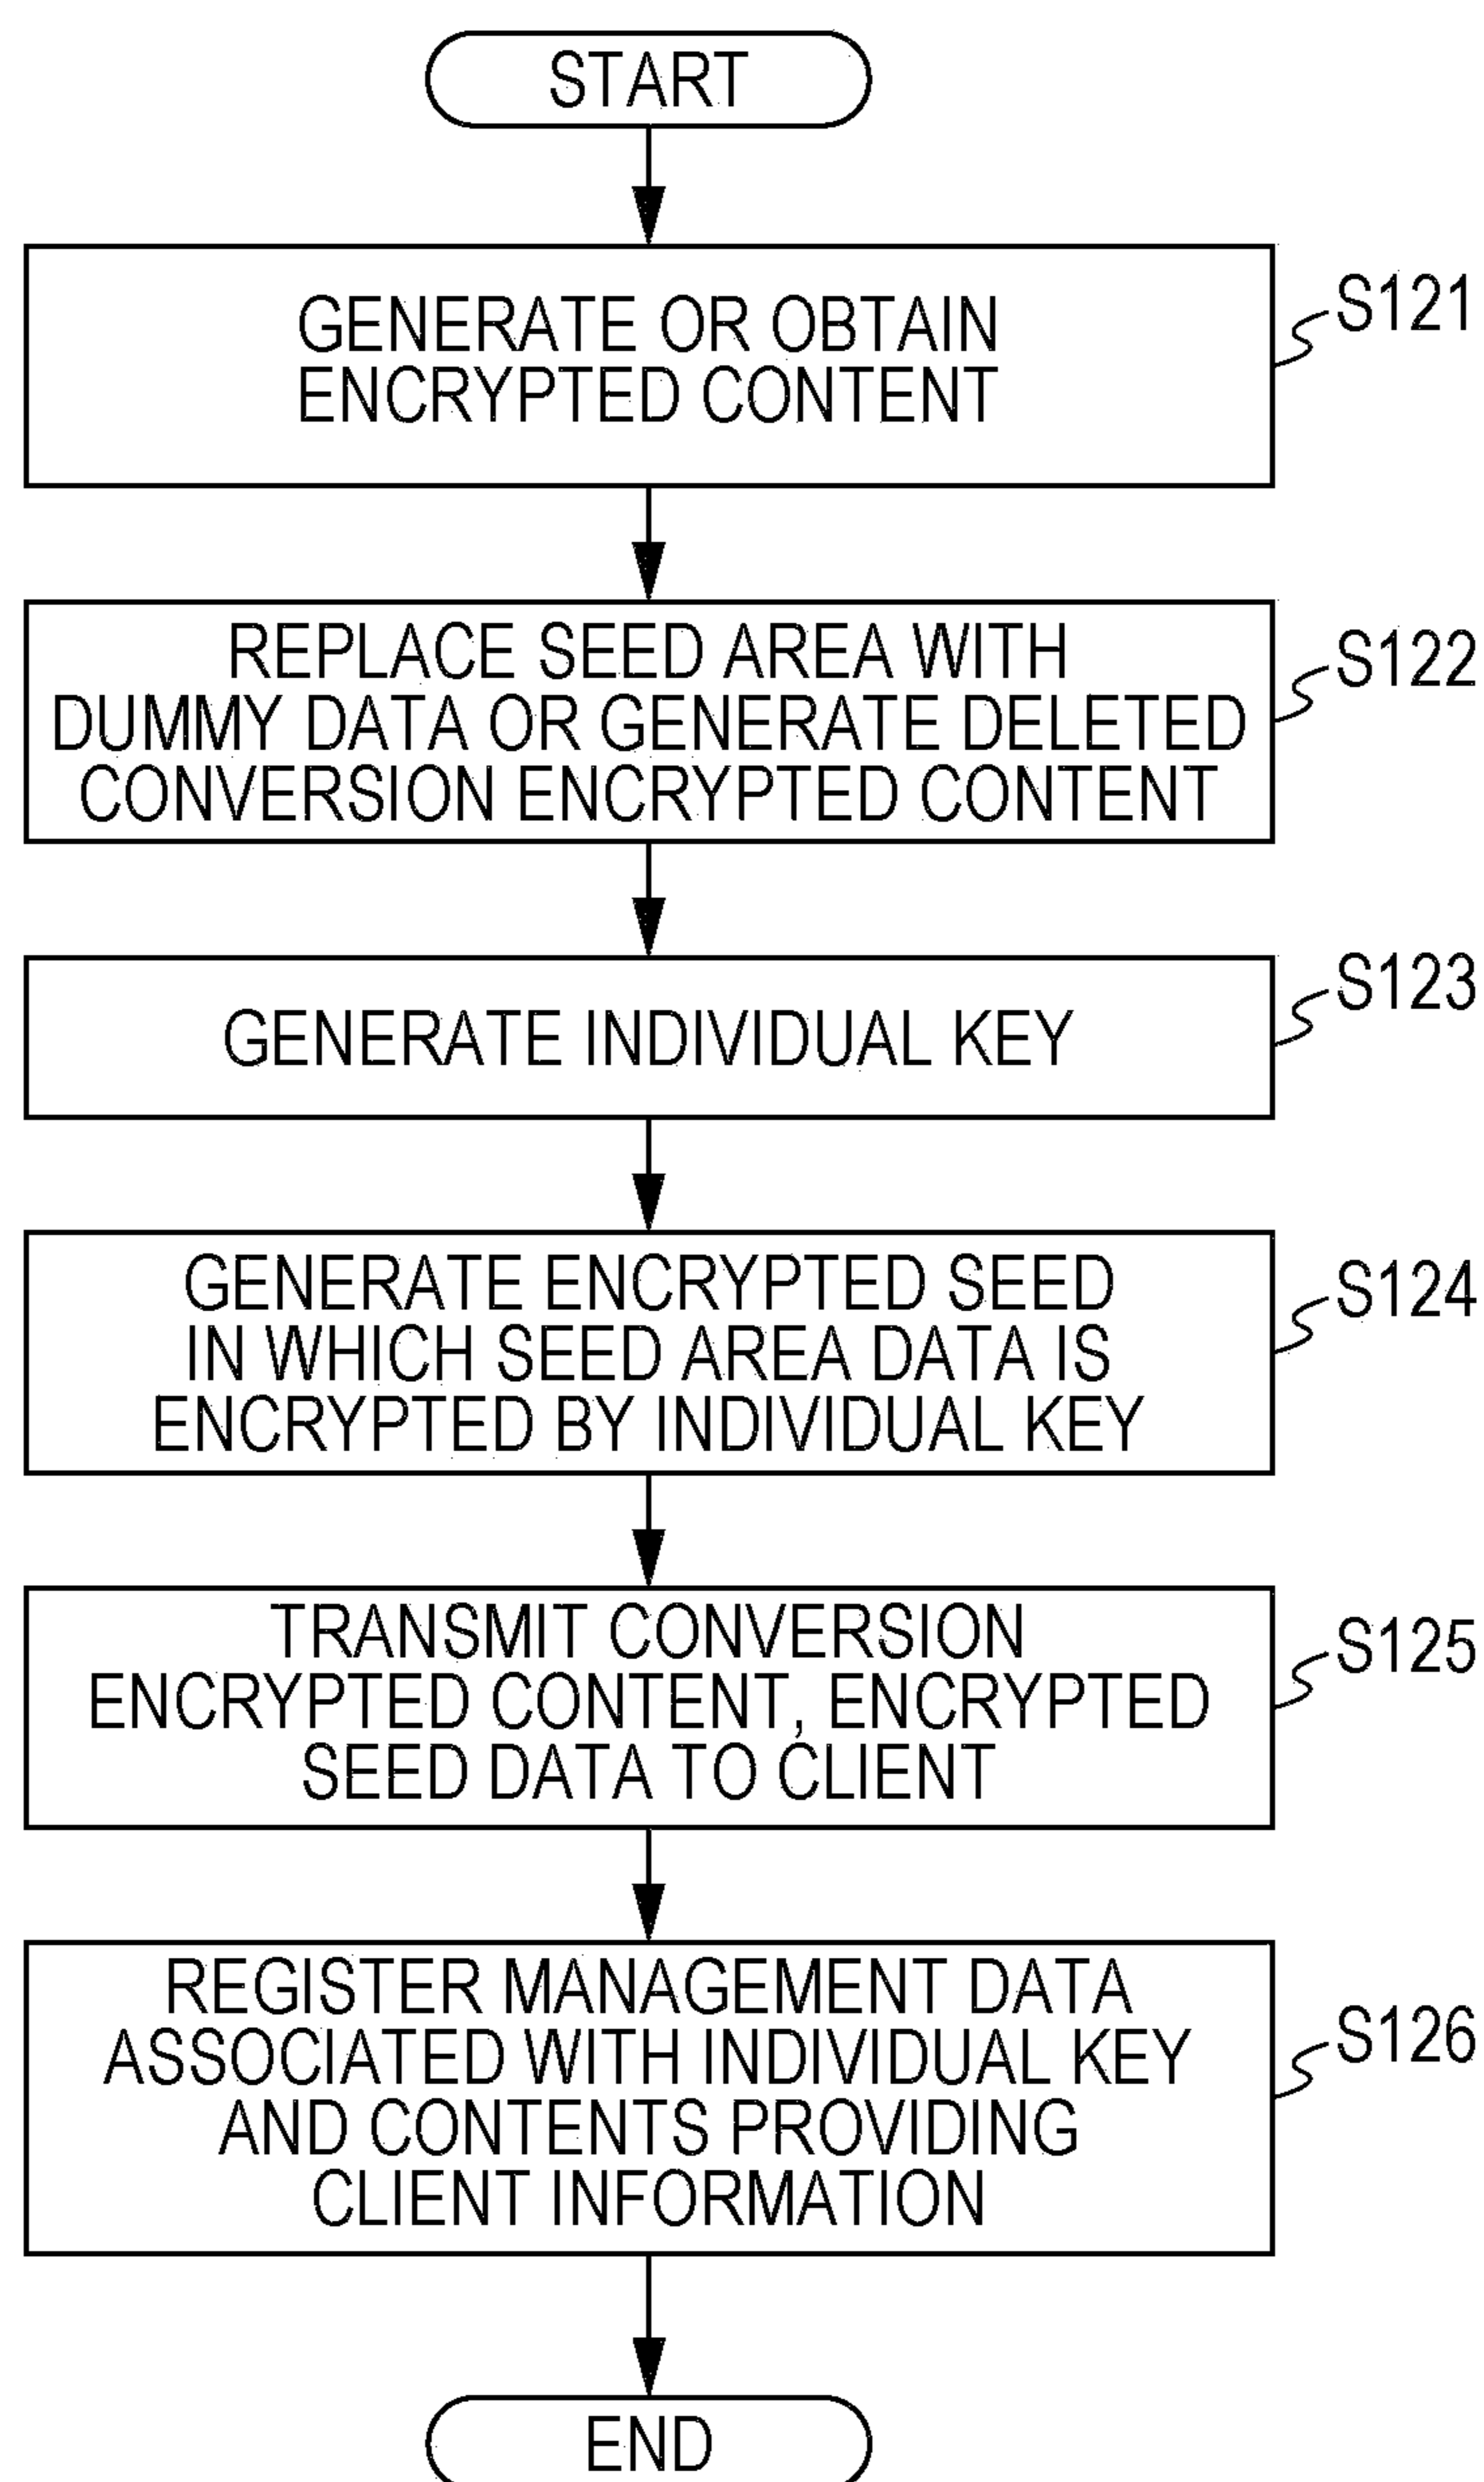 START
GENERATE OR OBTAIN
ENCRYPTED CONTENT
S121
REPLACE SEED AREA WITH
DUMMY DATA OR GENERATE DELETED
CONVERSION ENCRYPTED CONTENT
S122
GENERATE INDIVIDUAL KEY
S123
GENERATE ENCRYPTED SEED
IN WHICH SEED AREA DATA IS
ENCRYPTED BY INDIVIDUAL KEY
S124
TRANSMIT CONVERSION
ENCRYPTED CONTENT, ENCRYPTED
SEED DATA TO CLIENT
S125
REGISTER MANAGEMENT DATA
ASSOCIATED WITH INDIVIDUAL KEY
AND CONTENTS PROVIDING
CLIENT INFORMATION
S126
END